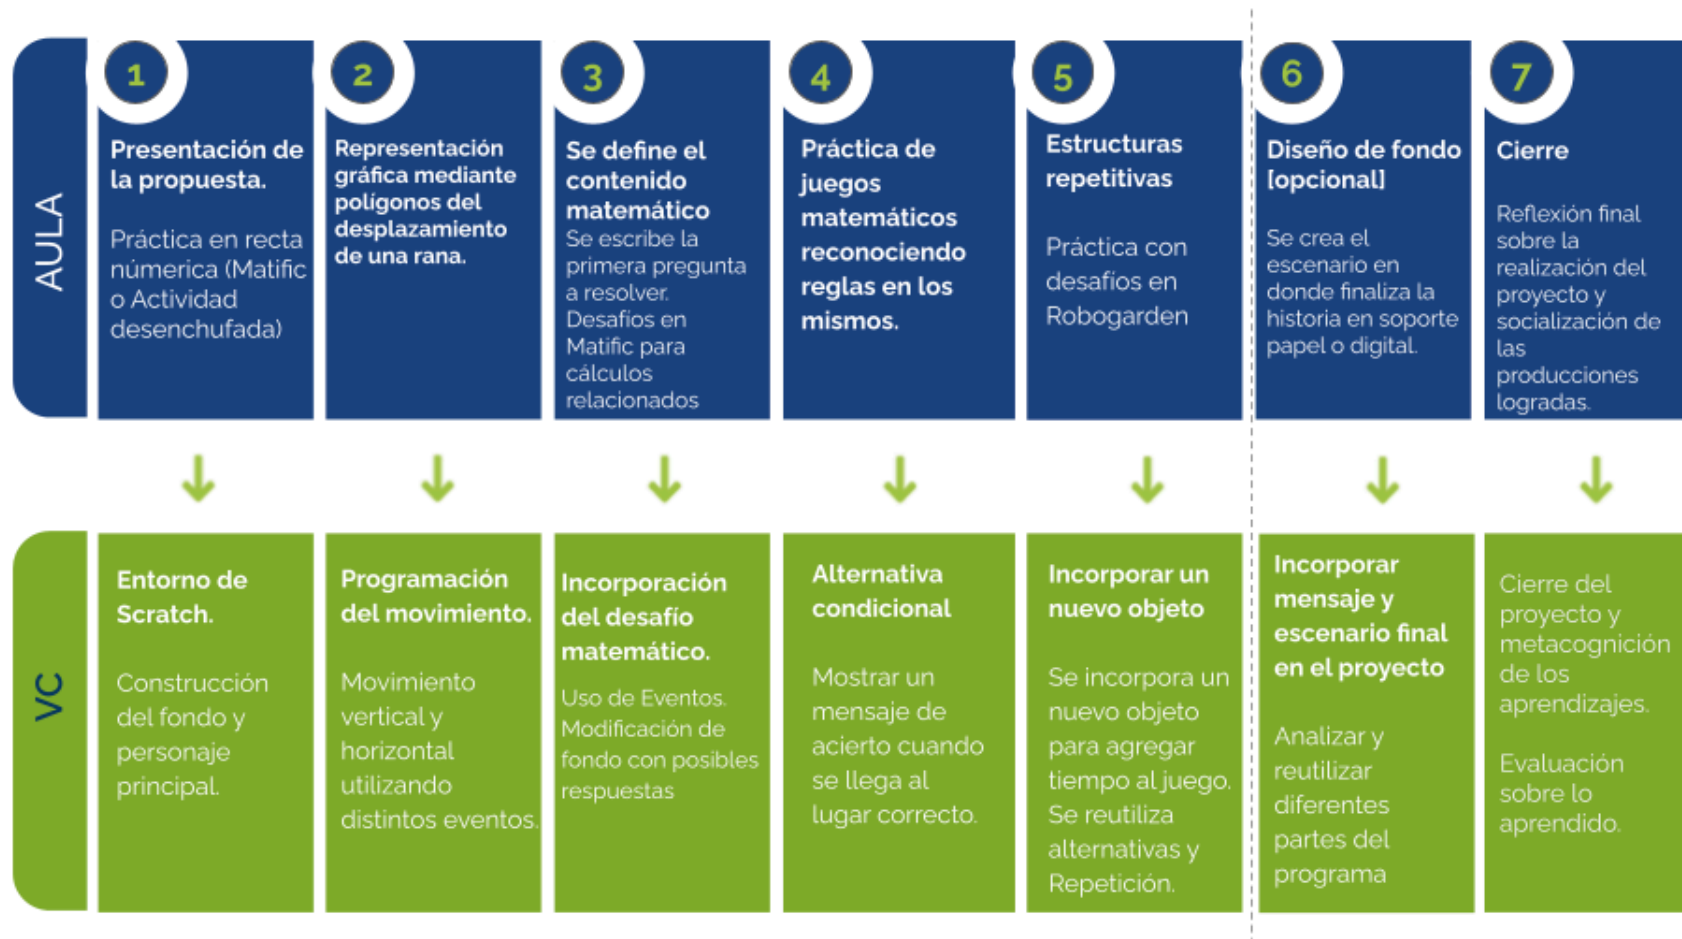 AULA
1
Presentación de
la propuesta.
Práctica en recta
númerica (Matific
o Actividad
desenchufada)
2
Representación
gráfica mediante
polígonos del
desplazamiento
de una rana.
3
Se define el
contenido
matemático
Se escribe la
primera pregunta
a resolver.
Desafíos en
Matific para
cálculos
relacionados
4
Práctica de
juegos
matemáticos
reconociendo
reglas en los
mismos.
5
Estructuras
repetitivas
Práctica con
desafíos en
Robogarden
6
Diseño de fondo
[opcional]
Se crea el
escenario en
donde finaliza la
historia en soporte
papel o digital.
7
Cierre
Reflexión final
sobre la
realización del
proyecto y
socialización de
las
producciones
logradas.
VC
Entorno de
Scratch.
Construcción
del fondo y
personaje
principal.
Programación
del movimiento.
Movimiento
vertical y
horizontal
utilizando
distintos eventos.
Incorporación
del desafío
matemático.
Uso de Eventos.
Modificación de
fondo con posibles
respuestas
Alternativa
condicional
Mostrar un
mensaje de
acierto cuando
se llega al
lugar correcto.
Incorporar un
nuevo objeto
Se incorpora un
nuevo objeto
para agregar
tiempo al juego.
Se reutiliza
alternativas y
Repetición.
Incorporar
mensaje y
escenario final
en el proyecto
Analizar y
reutilizar
diferentes
partes del
programa
Cierre del
proyecto y
metacognición
de los
aprendizajes.
Evaluación
sobre lo
aprendido.